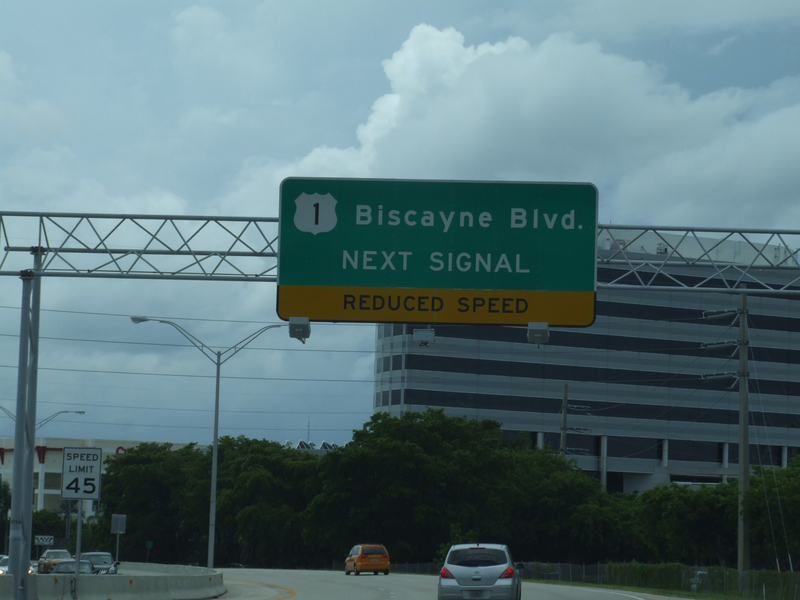 1
Biscayne Blvd.
NEXT SIGNAL
REDUCED SPEED
SPEED
LIMIT
45